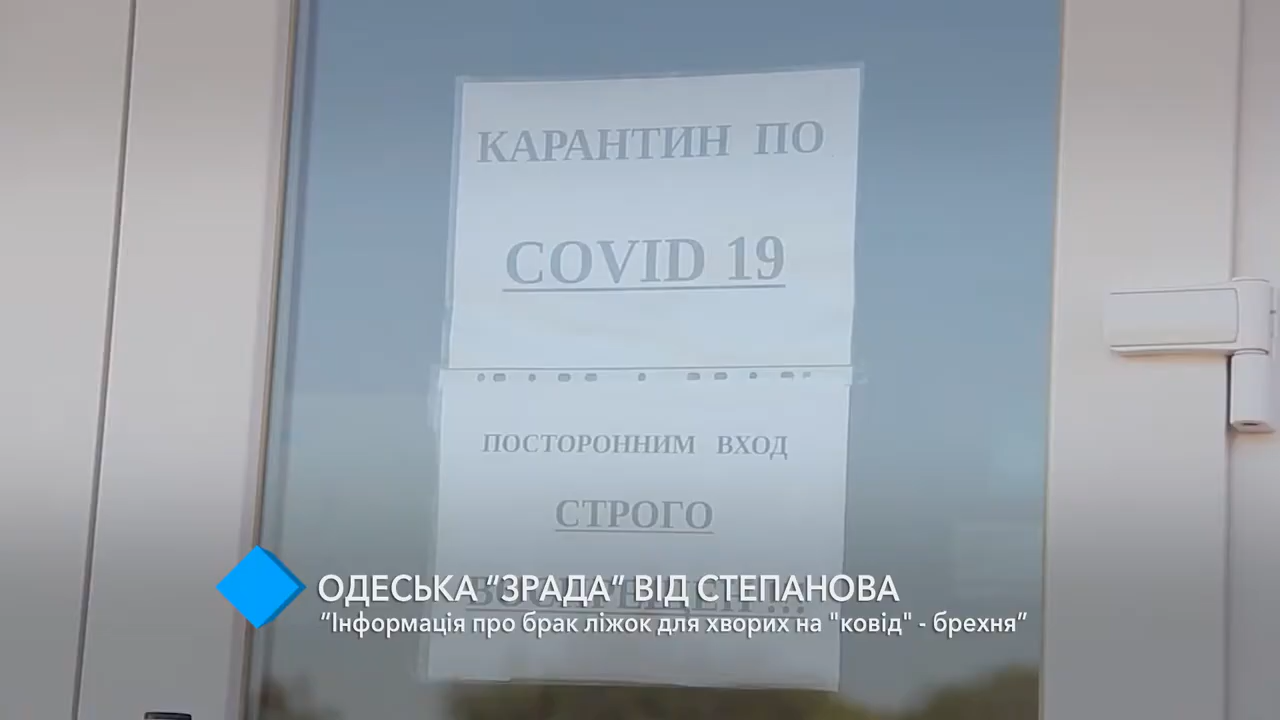 КАРАНТИН ПО
COVID 19
ПОСТОРОННИМ ВХОД
СТРОГО
ОДЕСЬКА “ЗРАДА” ВІД СТЕПАНОВА
“Інформація про брак ліжок для хворих на "ковід" - брехня”